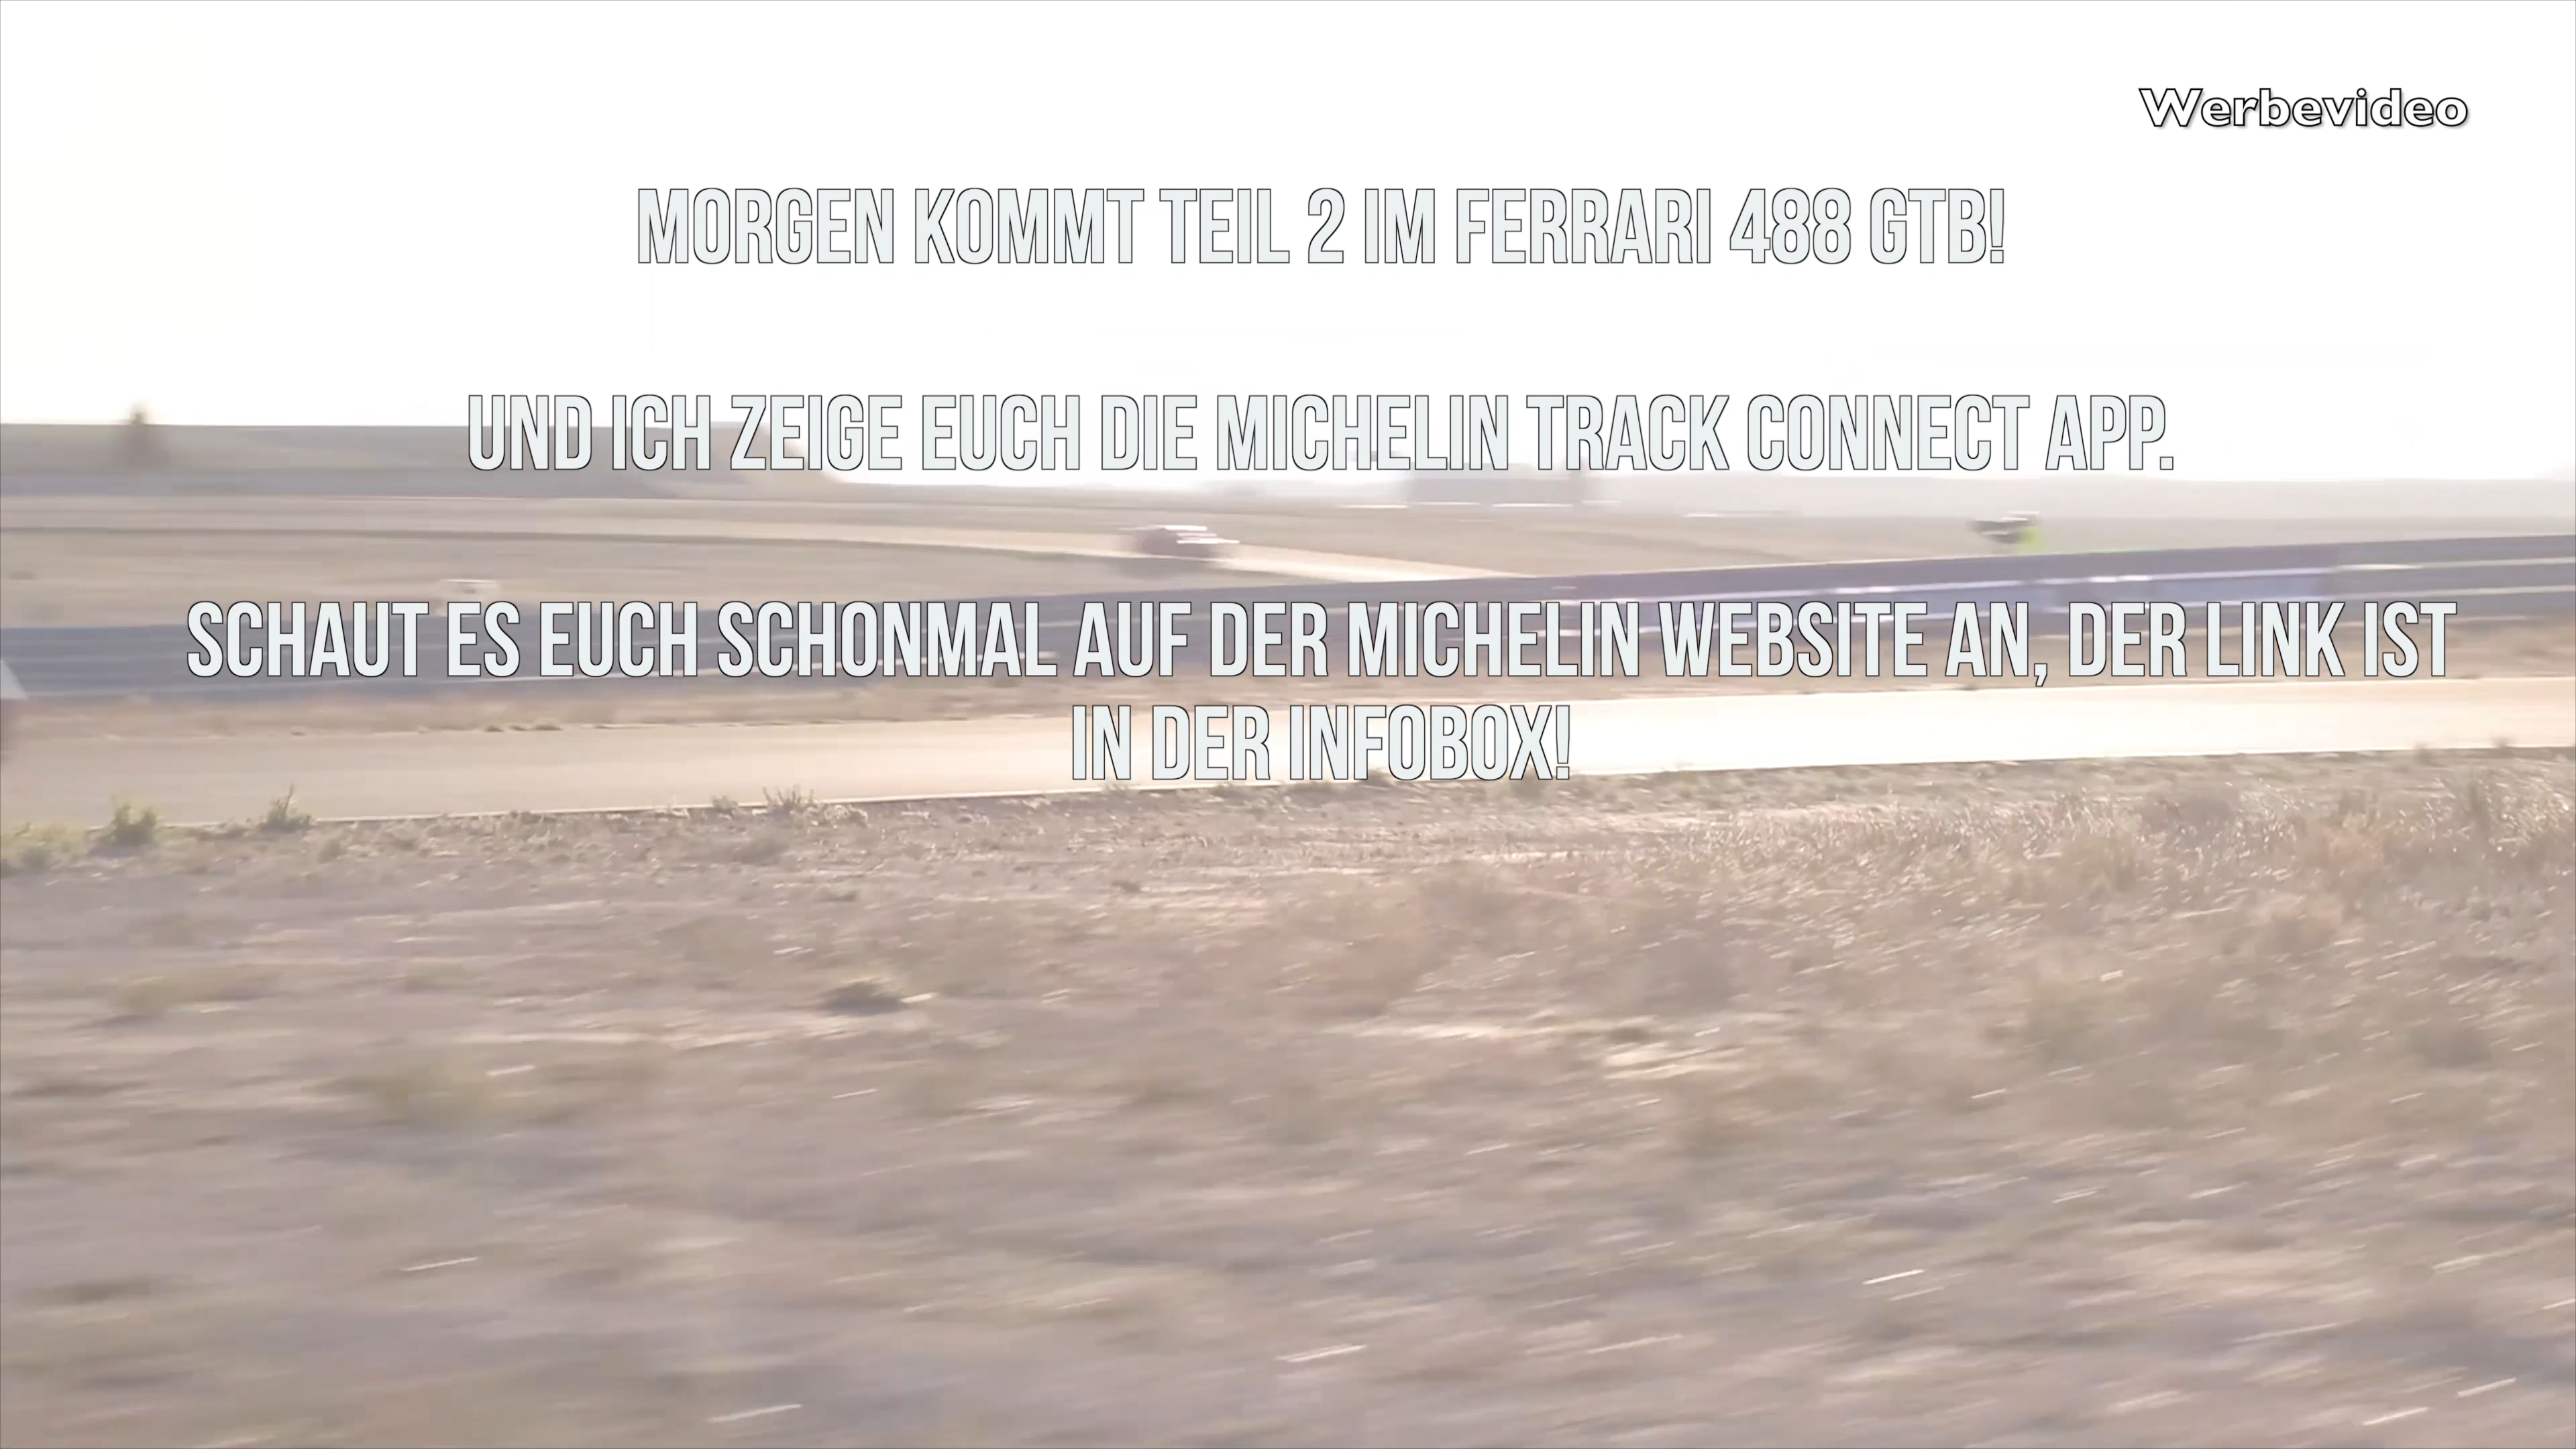 Werbevideo
MORGEN KOMMT TEIL 2 IM FERRARI 488 GTB!
UND ICH ZEIGE EUCH DIE MICHELIN TRACK CONNECT APP.
SCHAUT ES EUCH SCHONMAL AUF DER MICHELIN WEBSITE AN, DER LINK IST
IN DER INFOBOX!